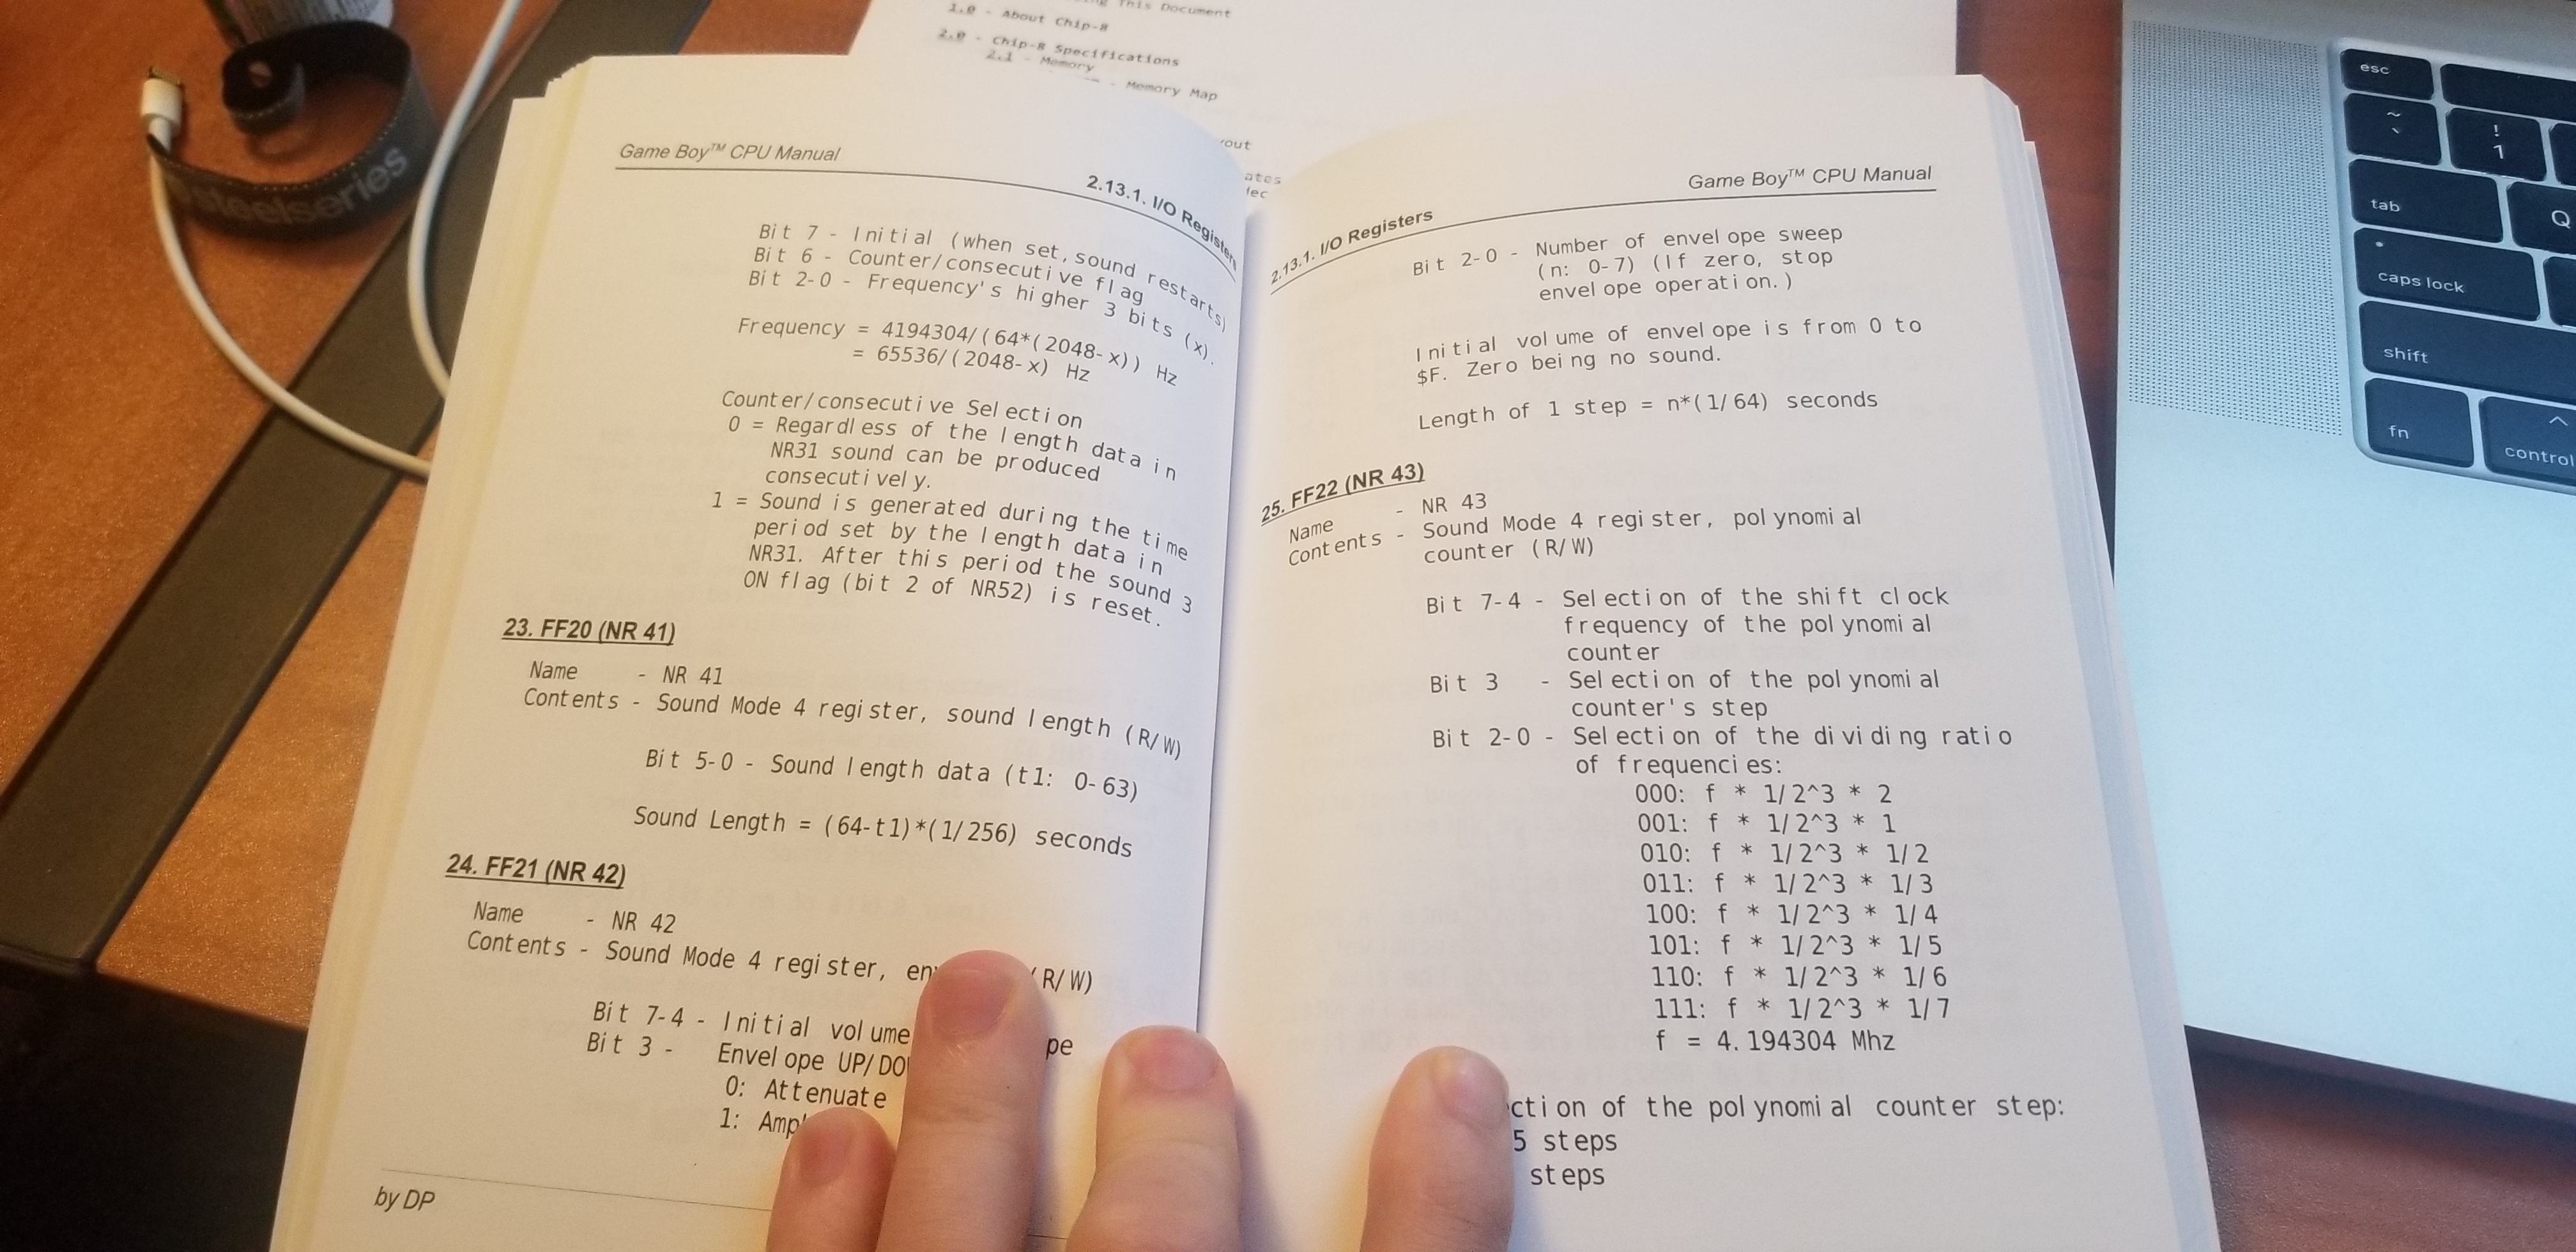 This Document
1.0 - About Chip-8
2.0 - Chip-8 Specifications
2.1 - Memory
- Memory Map
out
ates
steelseries
Game Boy™ CPU Manual
2.13.1. I/O Registers
Bit 7 - Initial (when set, sound restarts)
Bit 6 - Counter/consecutive flag
Bit 2-0 - Frequency's higher 3 bits (x).
Frequency = 4194304/(64*(2048-x)) Hz
= 65536/(2048-x) Hz
Counter/consecutive Selection
0 = Regardless of the length data in
NR31 sound can be produced
consecutively.
1 = Sound is generated during the time
period set by the length data in
NR31. After this period the sound 3
ON flag (bit 2 of NR52) is reset.
23. FF20 (NR 41)
Name - NR 41
Contents - Sound Mode 4 register, sound length (R/W)
Bit 5-0 - Sound length data (t1: 0-63)
Sound Length = (64-t1)*(1/256) seconds
24. FF21 (NR 42)
Name - NR 42
Contents - Sound Mode 4 register, (R/W)
Bit 7-4 - Initial volume pe
Bit 3 - Envelope UP/DO
0: Attenuate
1: Amp
by DP
2.13.1. I/O Registers
Game Boy™ CPU Manual
Bit 2-0 - Number of envelope sweep
(n: 0-7) (If zero, stop
envelope operation.)
Initial volume of envelope is from 0 to
$F. Zero being no sound.
Length of 1 step = n*(1/64) seconds
25. FF22 (NR 43)
Name - NR 43
Contents - Sound Mode 4 register, polynomial
counter (R/W)
Bit 7-4 - Selection of the shift clock
frequency of the polynomial
counter
Bit 3 - Selection of the polynomial
counter's step
Bit 2-0 - Selection of the dividing ratio
of frequencies:
000: f * 1/2^3 * 2
001: f * 1/2^3 * 1
010: f * 1/2^3 * 1/2
011: f * 1/2^3 * 1/3
100: f * 1/2^3 * 1/4
101: f * 1/2^3 * 1/5
110: f * 1/2^3 * 1/6
111: f * 1/2^3 * 1/7
f = 4.194304 Mhz
ction of the polynomial counter step:
5 steps
steps
esc
~
`
!
1
tab
Q
caps lock
shift
fn
^
control